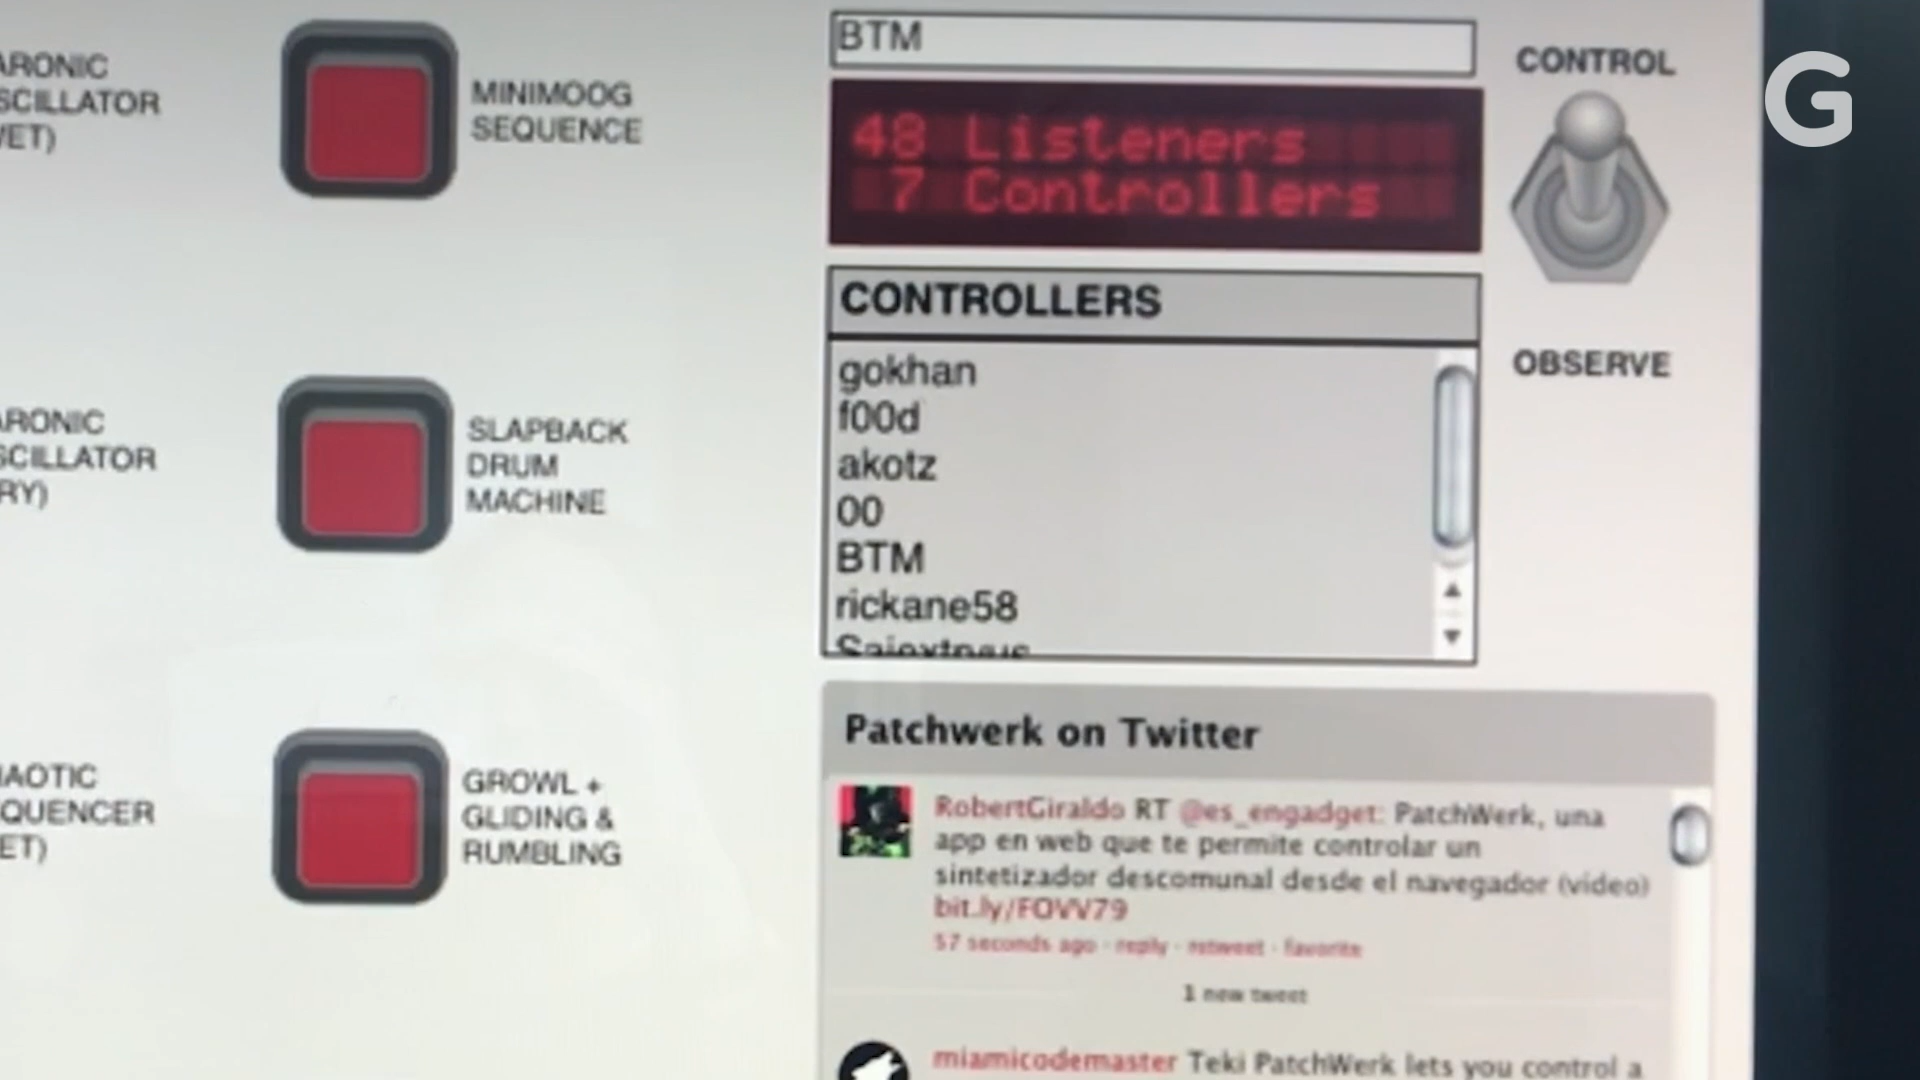 ARONIC
SCILLATOR
ET)
MINIMOOG
SEQUENCE
ARONIC
SCILLATOR
RY)
SLAPBACK
DRUM
MACHINE
AOTIC
QUENCER
ET)
GROWL +
GLIDING &
RUMBLING
BTM
48 Listeners
7 Controllers
CONTROL
OBSERVE
CONTROLLERS
gokhan
f00d
akotz
00
BTM
rickane58
Patchwerk on Twitter
RobertGiraldo RT @es_engadget: PatchWerk, una
app en web que te permite controlar un
sintetizador descomunal desde el navegador (video)
bit.ly/FOVV79
57 seconds ago · reply · retweet · favorite
1 new tweet
miamicodemaster Teki PatchWerk lets you control a
G